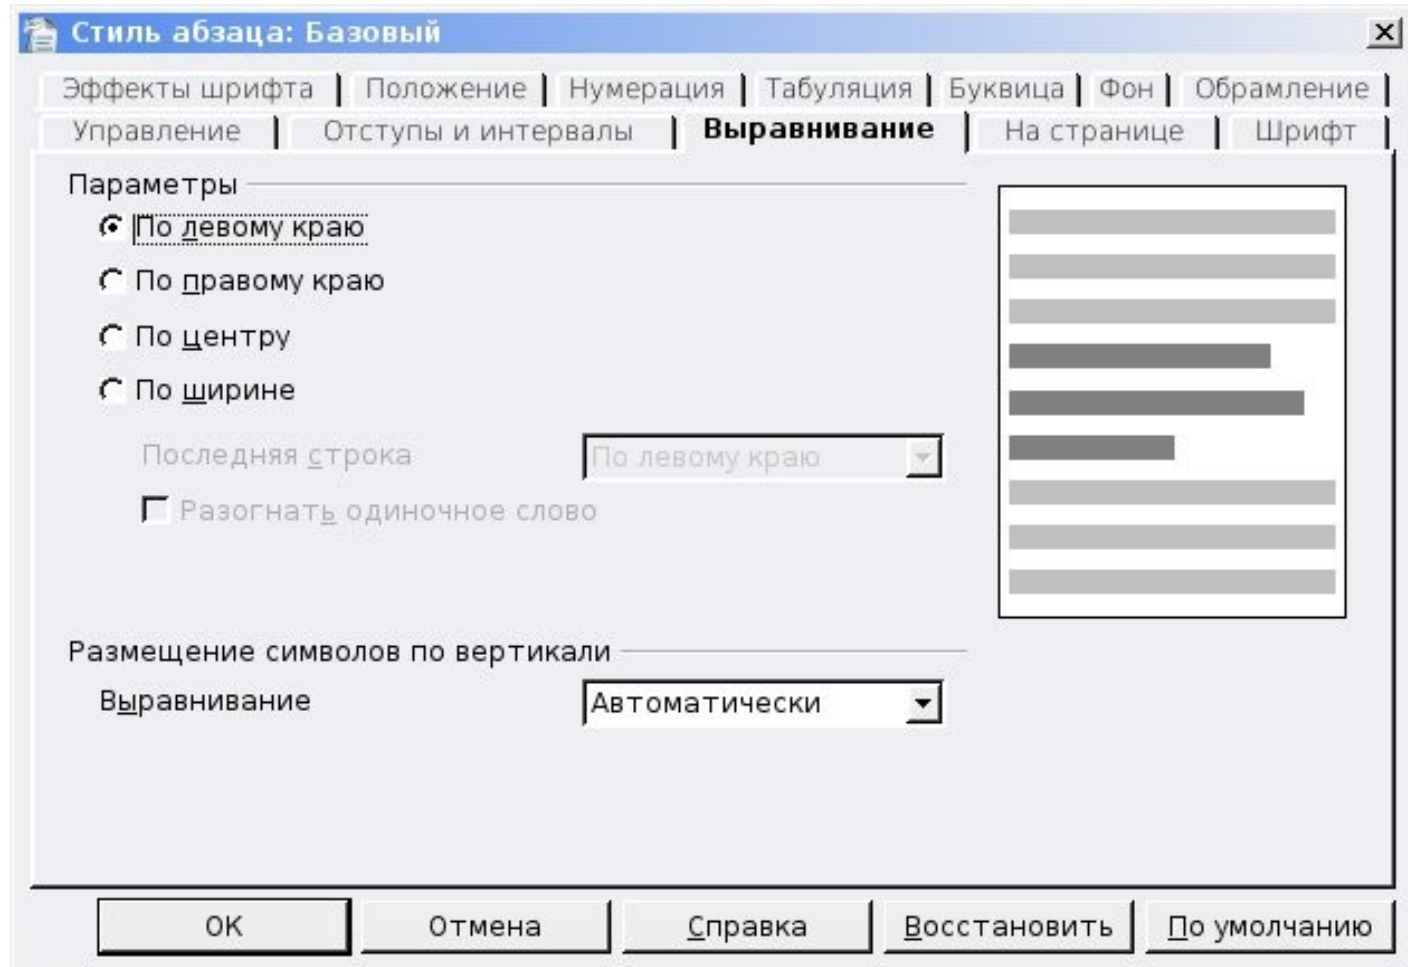 Стиль абзаца: Базовый
Эффекты шрифта Положение Нумерация Табуляция Буквица Фон Обрамление
Управление Отступы и интервалы Выравнивание На странице Шрифт
Параметры
По левому краю
По правому краю
По центру
По ширине
Последняя строка По левому краю
Разогнать одиночное слово
Размещение символов по вертикали
Выравнивание Автоматически
ОК Отмена Справка Восстановить По умолчанию